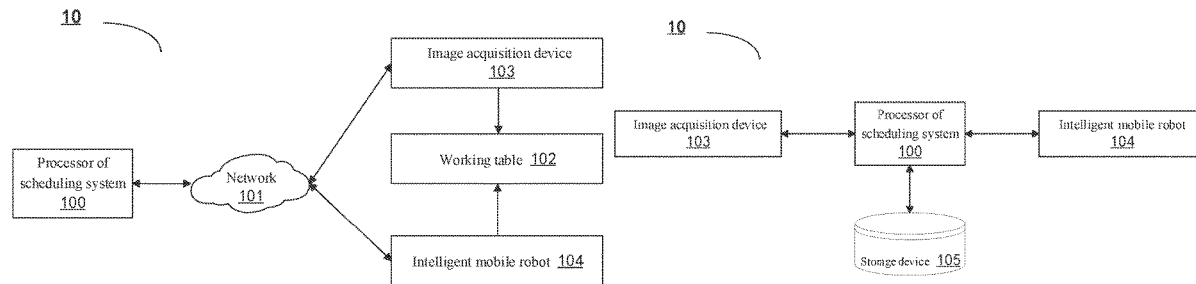 10
Image acquisition device
103
Working table 102
Processor of
scheduling system
100
Network
101
Intelligent mobile robot 104
10
Image acquisition device
103
Processor of
scheduling system
100
Intelligent mobile robot
104
Storage device 105